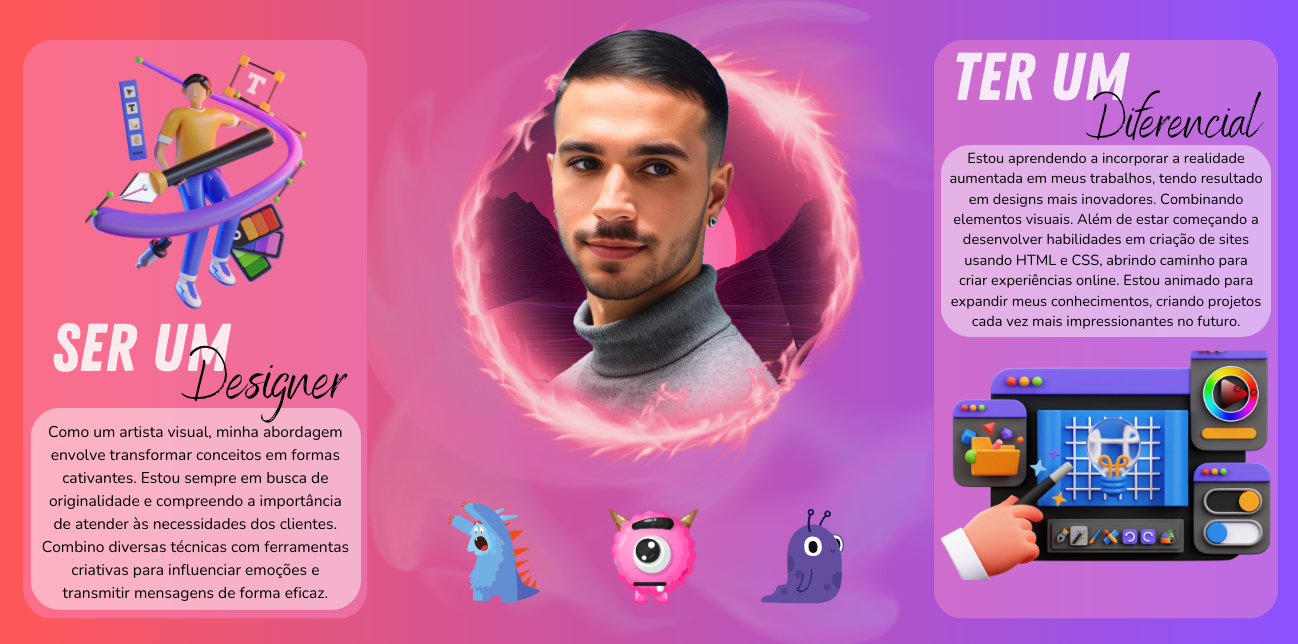 SER UM
Designer
Como um artista visual, minha abordagem
envolve transformar conceitos em formas
cativantes. Estou sempre em busca de
originalidade e compreendo a importância
de atender às necessidades dos clientes.
Combino diversas técnicas com ferramentas
criativas para influenciar emoções e
transmitir mensagens de forma eficaz.
TER UM
Diferencial
Estou aprendendo a incorporar a realidade
aumentada em meus trabalhos, tendo resultado
em designs mais inovadores. Combinando
elementos visuais. Além de estar começando a
desenvolver habilidades em criação de sites
usando HTML e CSS, abrindo caminho para
criar experiências online. Estou animado para
expandir meus conhecimentos, criando projetos
cada vez mais impressionantes no futuro.
T
T